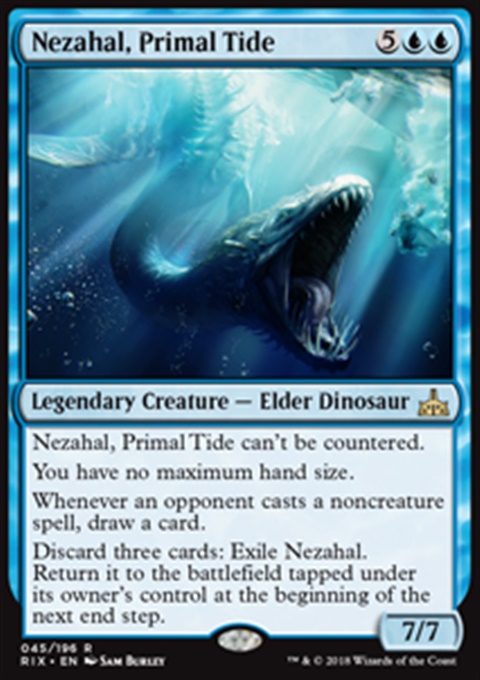 Nezahal, Primal Tide 5
Legendary Creature — Elder Dinosaur
Nezahal, Primal Tide can't be countered.
You have no maximum hand size.
Whenever an opponent casts a noncreature
spell, draw a card.
Discard three cards: Exile Nezahal.
Return it to the battlefield tapped under
its owner's control at the beginning of the
next end step.
7/7
045/196 R
RIX • EN Sam Burley
™ & © 2018 Wizards of the Coast